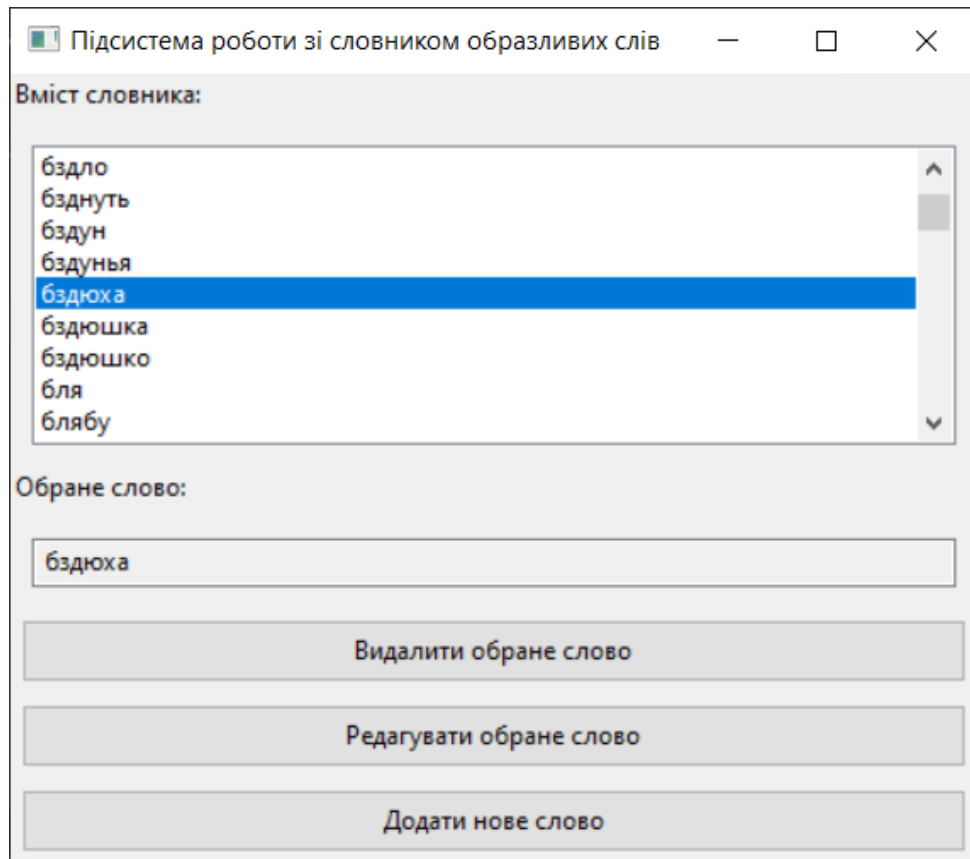 Підсистема роботи зі словником образливих слів
Вміст словника:
бздло
бзднуть
бздун
бздунья
бздюха
бздюшка
бздюшко
бля
блябу
Обране слово:
бздюха
Видалити обране слово
Редагувати обране слово
Додати нове слово